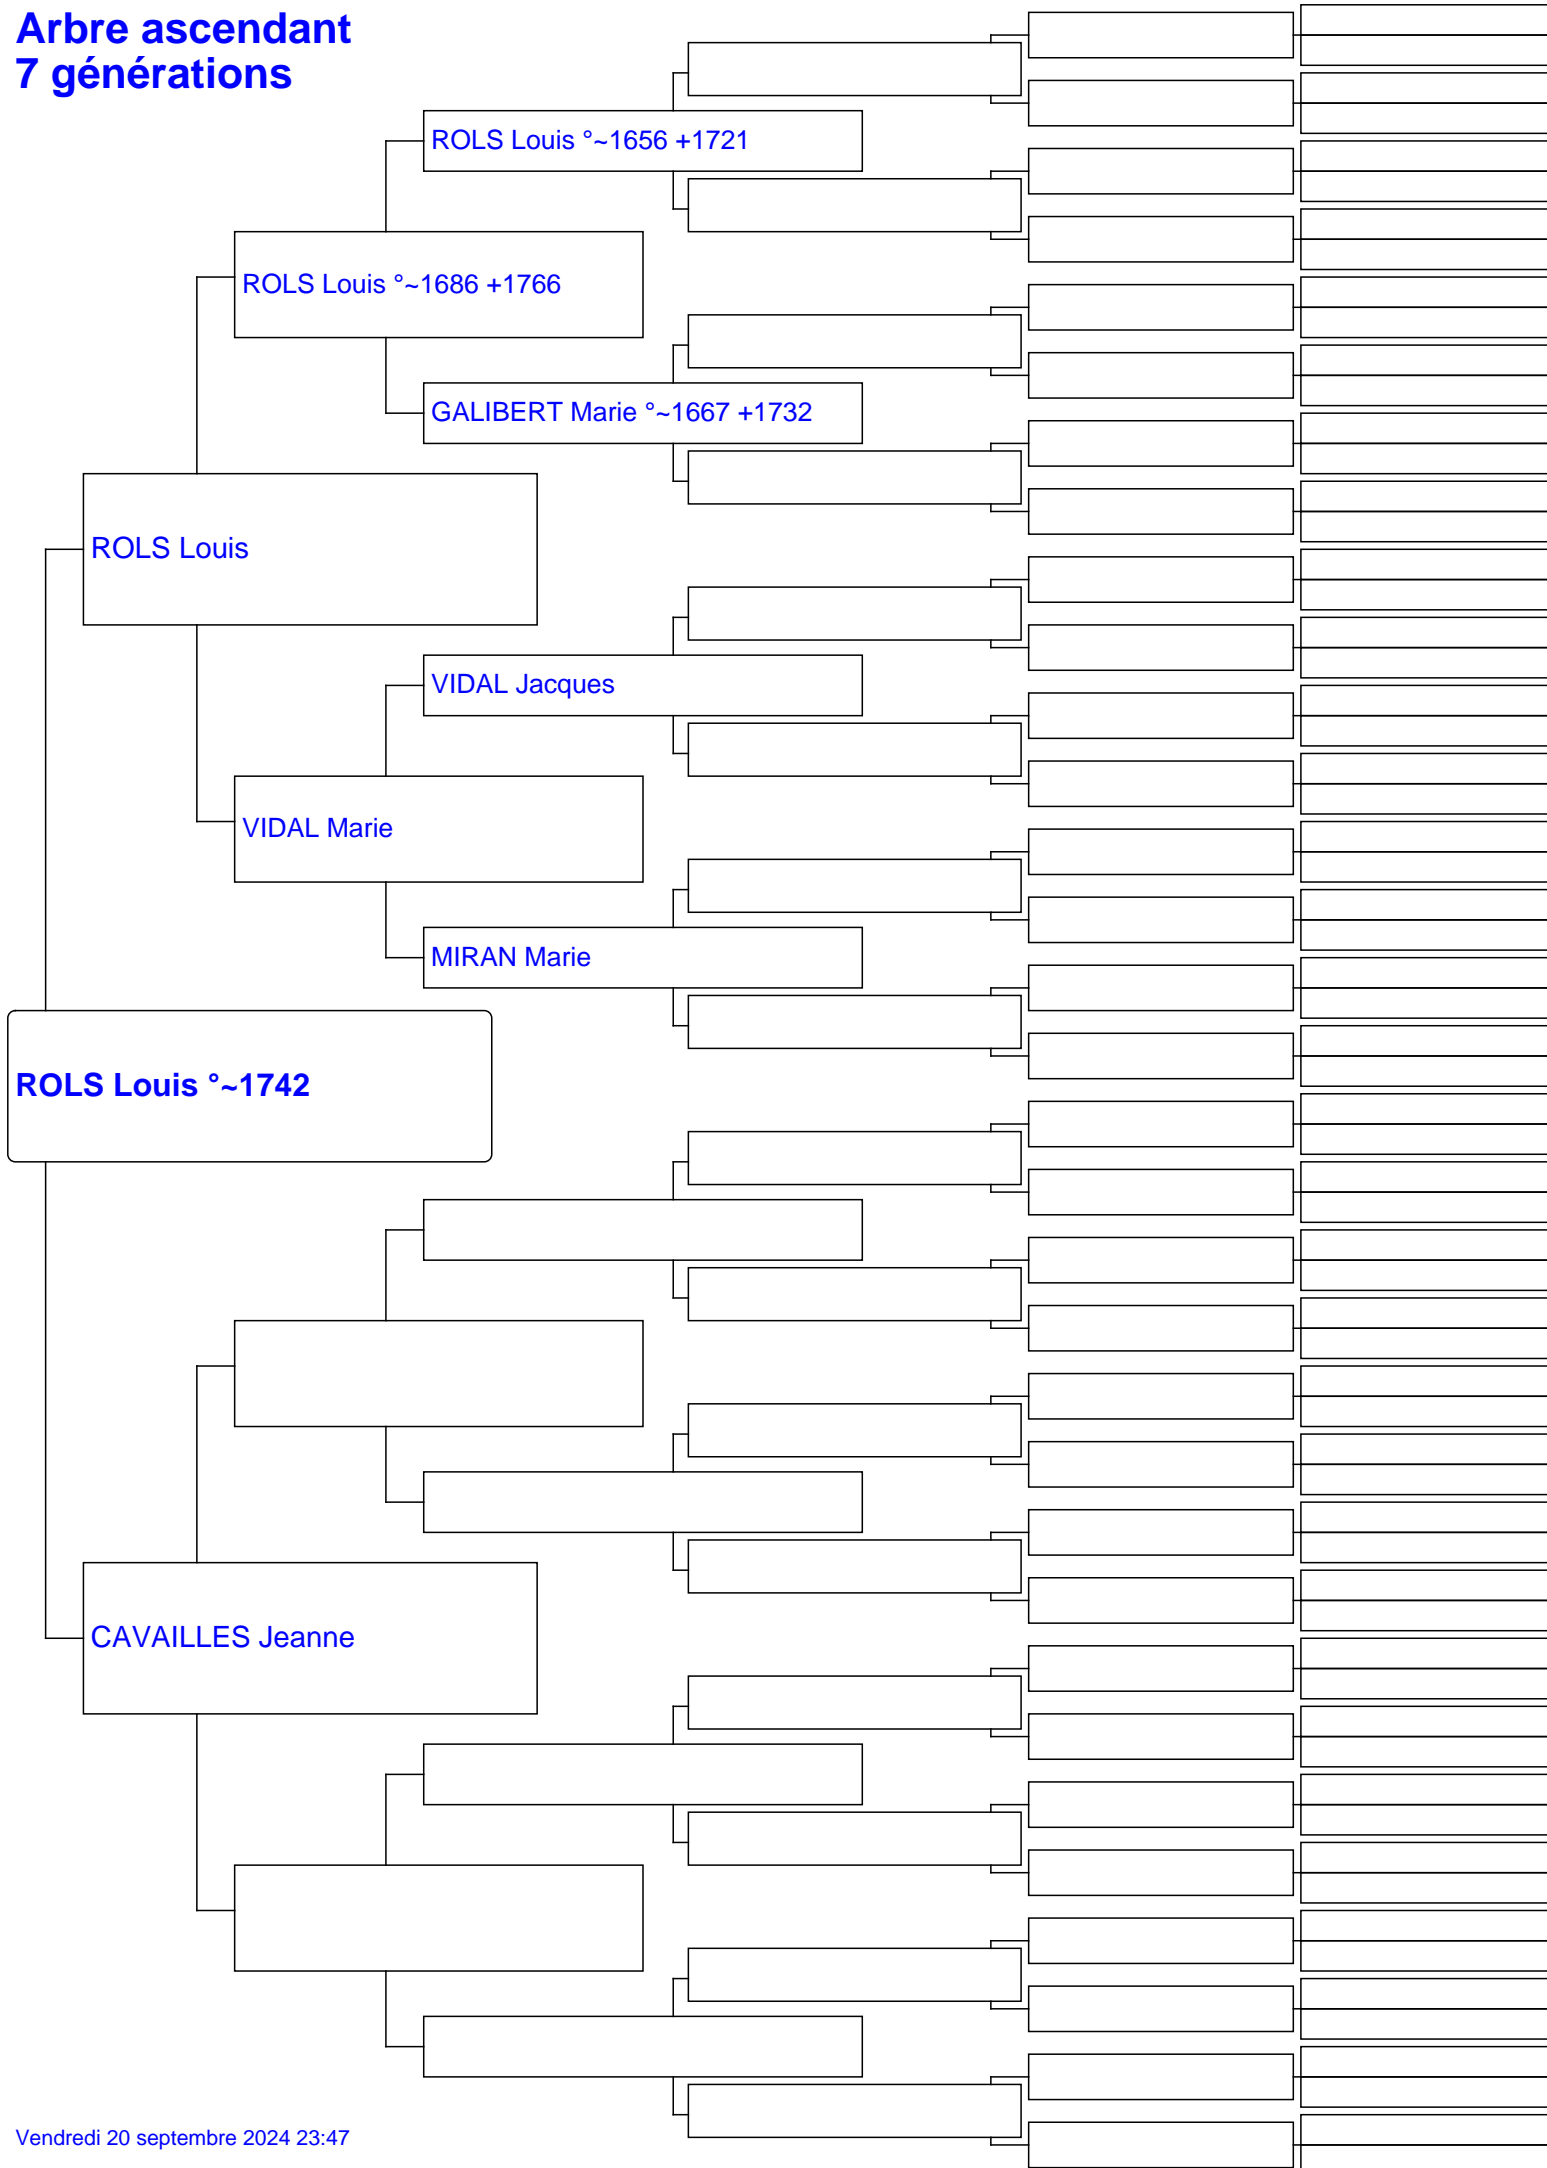 Arbre ascendant
7 générations
ROLS Louis °~1656 +1721
ROLS Louis °~1686 +1766
GALIBERT Marie °~1667 +1732
ROLS Louis
VIDAL Jacques
VIDAL Marie
MIRAN Marie
ROLS Louis °~1742
CAVAILLES Jeanne
Vendredi 20 septembre 2024 23:47